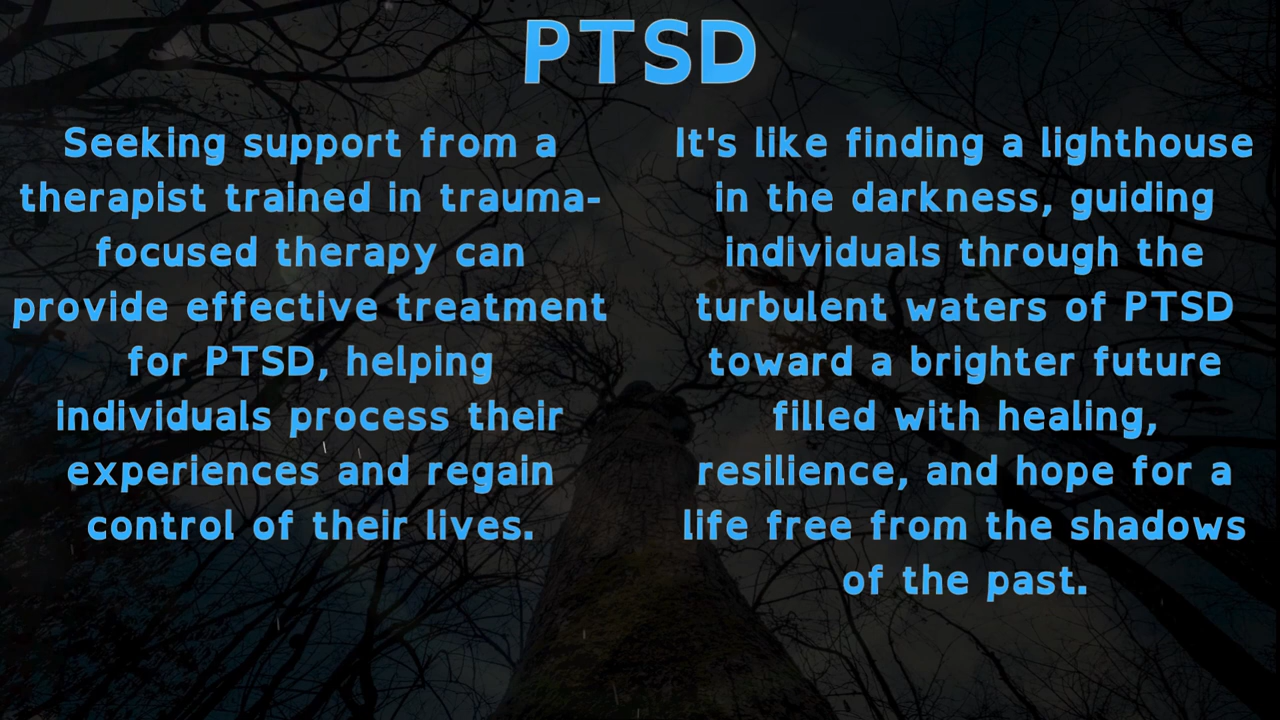 PTSD
Seeking support from a
therapist trained in trauma-
focused therapy can
provide effective treatment
for PTSD, helping
individuals process their
experiences and regain
control of their lives.
It's like finding a lighthouse
in the darkness, guiding
individuals through the
turbulent waters of PTSD
toward a brighter future
filled with healing,
resilience, and hope for a
life free from the shadows
of the past.